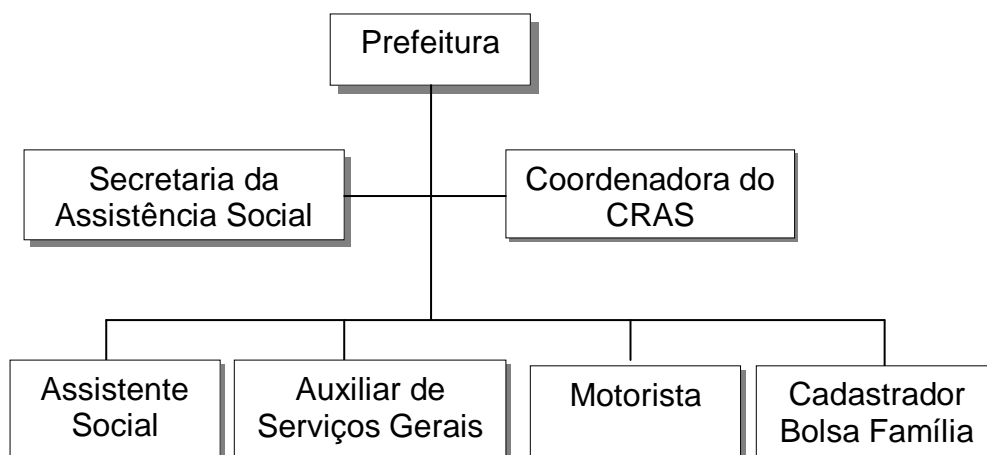 Prefeitura
Secretaria da
Assistência Social
Coordenadora do
CRAS
Assistente
Social
Auxiliar de
Serviços Gerais
Motorista
Cadastrador
Bolsa Família